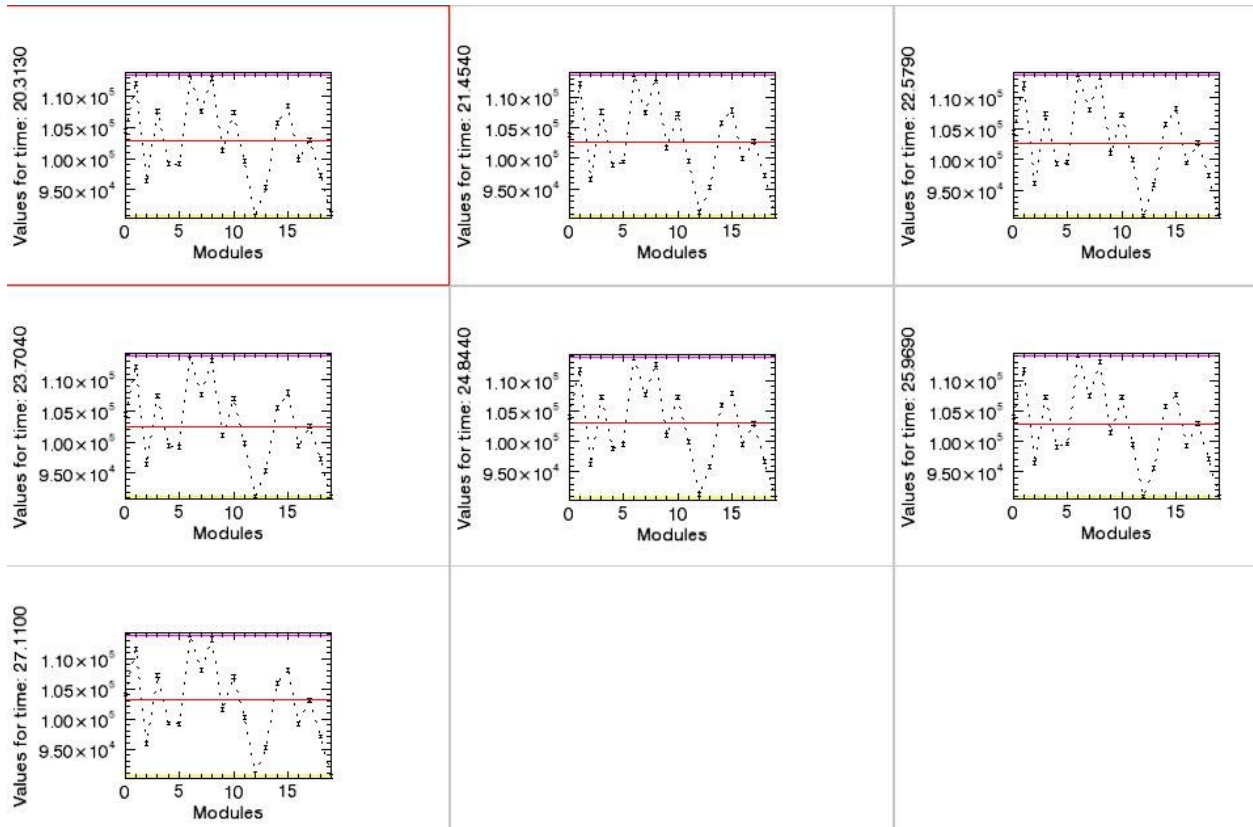 Values for time: 20.3130
1.10×10⁵
1.05×10⁵
1.00×10⁵
9.50×10⁴
0 5 10 15
Modules
Values for time: 21.4540
1.10×10⁵
1.05×10⁵
1.00×10⁵
9.50×10⁴
0 5 10 15
Modules
Values for time: 22.5790
1.10×10⁵
1.05×10⁵
1.00×10⁵
9.50×10⁴
0 5 10 15
Modules
Values for time: 23.7040
1.10×10⁵
1.05×10⁵
1.00×10⁵
9.50×10⁴
0 5 10 15
Modules
Values for time: 24.8440
1.10×10⁵
1.05×10⁵
1.00×10⁵
9.50×10⁴
0 5 10 15
Modules
Values for time: 25.9690
1.10×10⁵
1.05×10⁵
1.00×10⁵
9.50×10⁴
0 5 10 15
Modules
Values for time: 27.1100
1.10×10⁵
1.05×10⁵
1.00×10⁵
9.50×10⁴
0 5 10 15
Modules